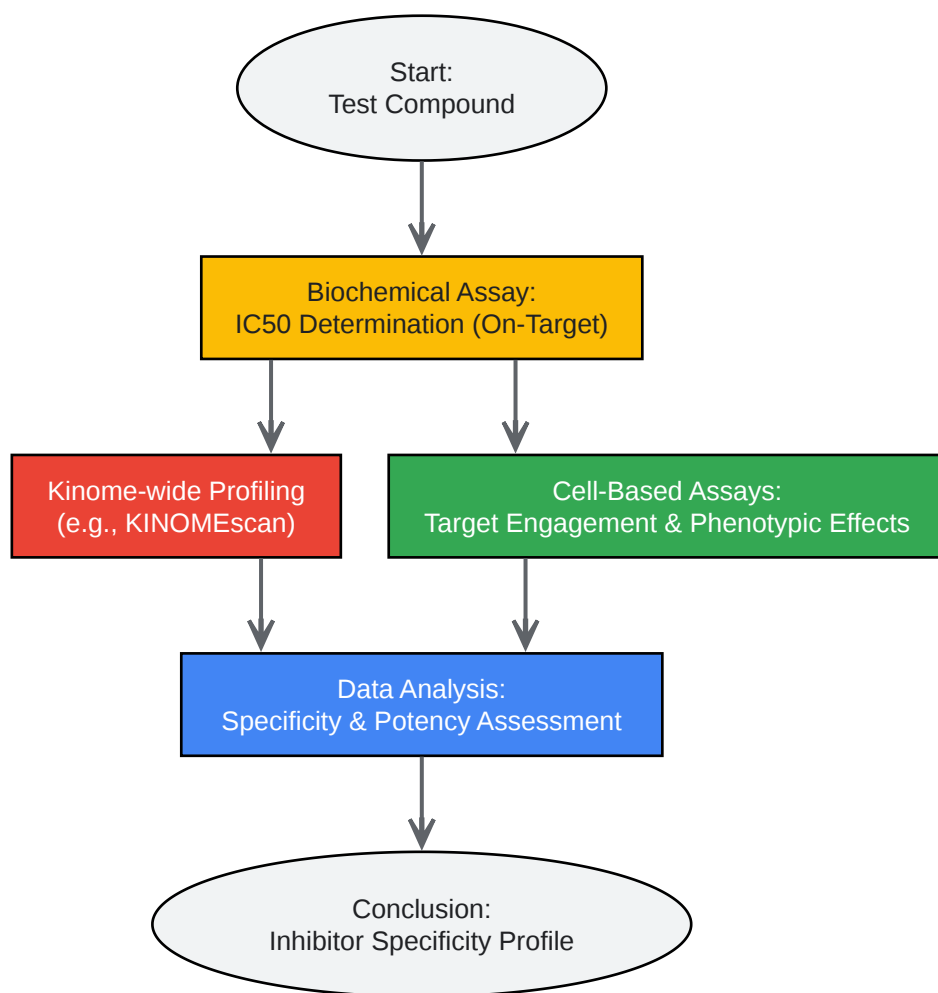 Start:
Test Compound
Biochemical Assay:
IC50 Determination (On-Target)
Kinome-wide Profiling
(e.g., KINOMEscan)
Cell-Based Assays:
Target Engagement & Phenotypic Effects
Data Analysis:
Specificity & Potency Assessment
Conclusion:
Inhibitor Specificity Profile